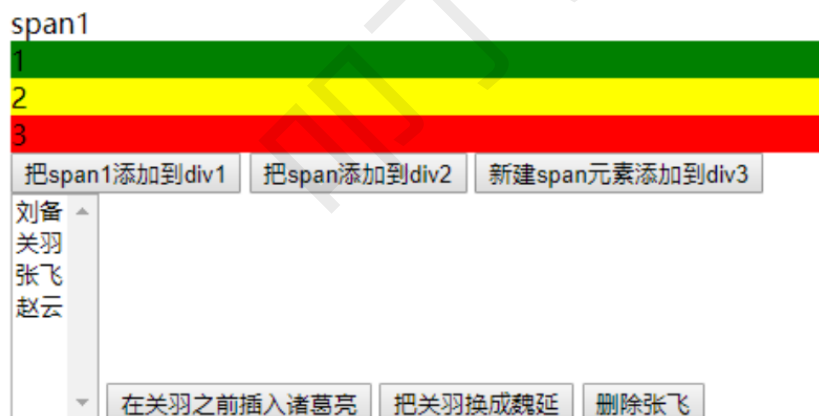 span1
1
2
3
把span1添加到div1 把span添加到div2 新建span元素添加到div3
刘备
关羽
张飞
赵云
在关羽之前插入诸葛亮 把关羽换成魏延 删除张飞